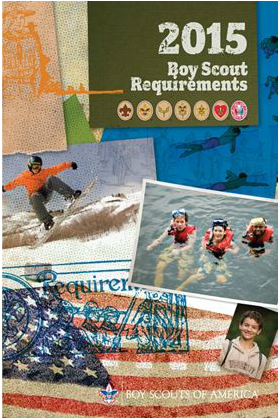 2015
Boy Scout
Requirements
Requirem
BOY SCOUTS OF AMERICA